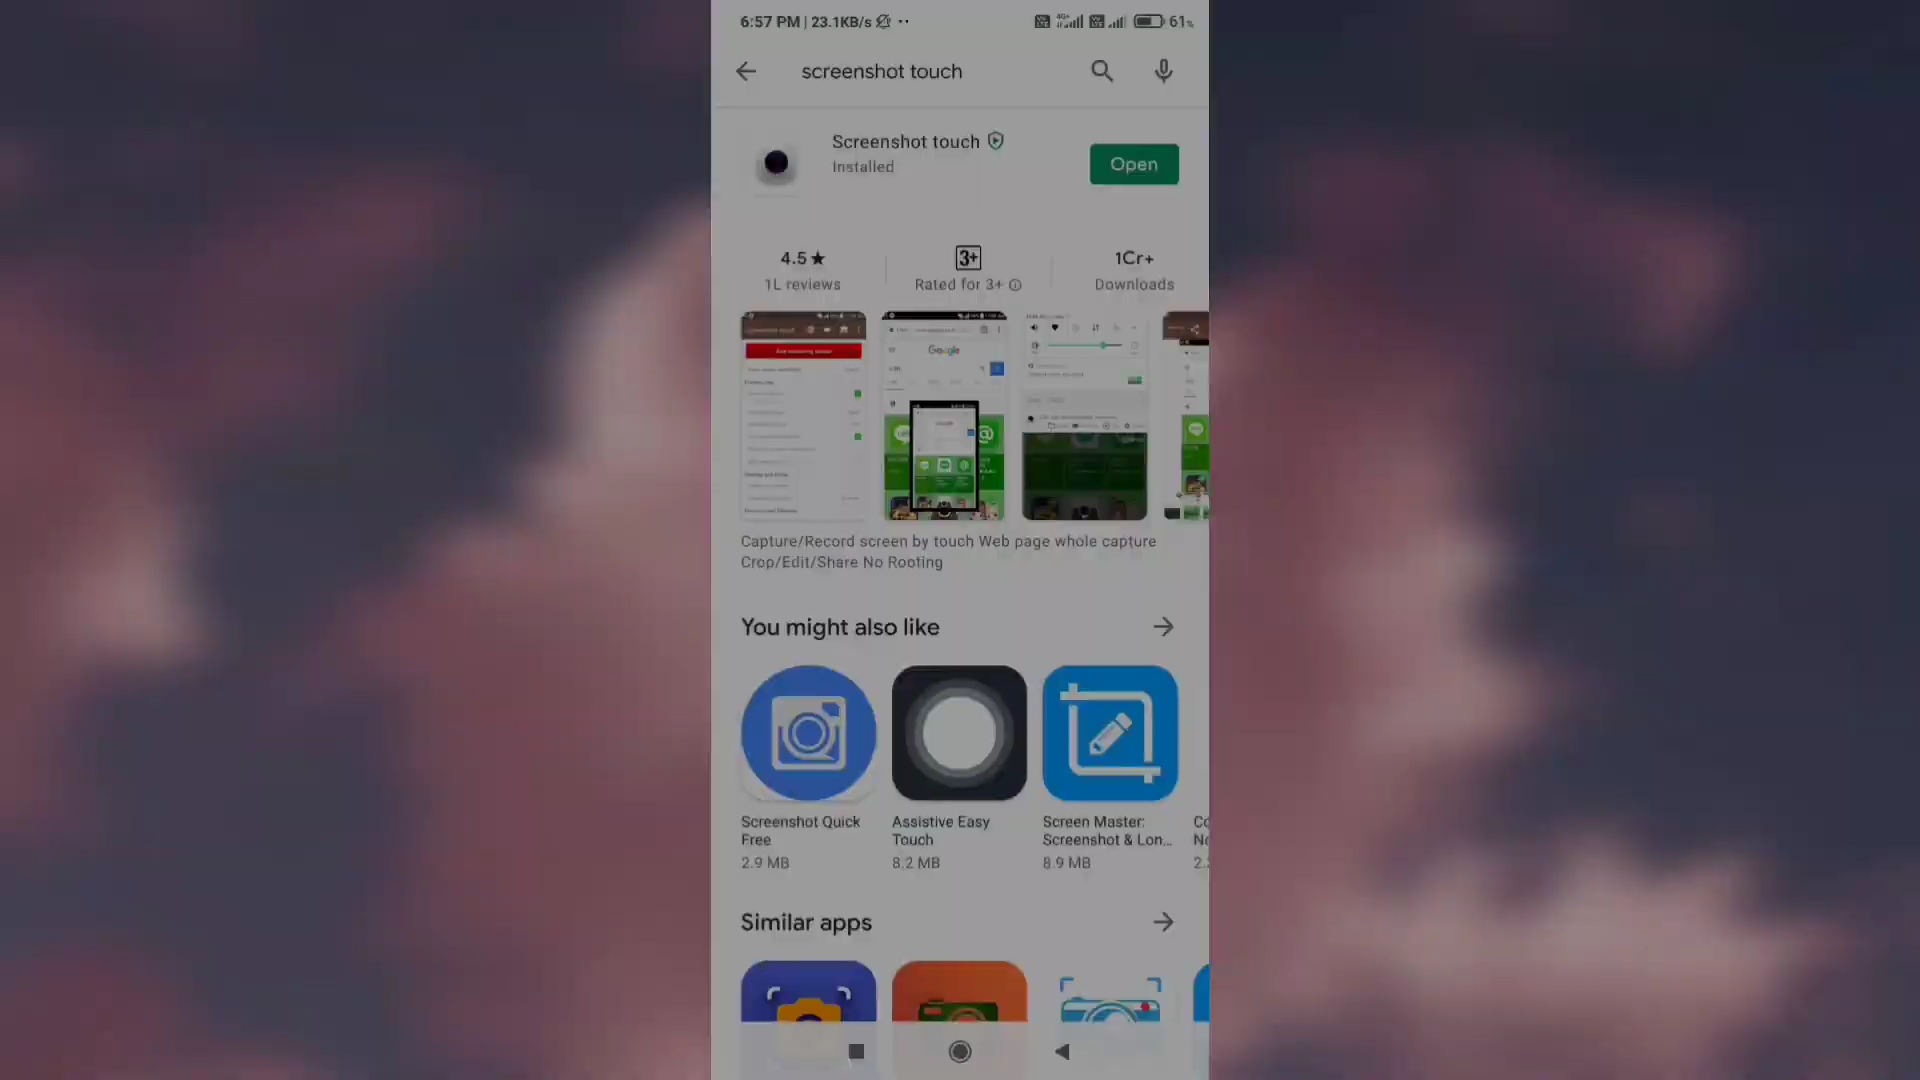 6:57 PM | 23.1KB/s
4G+
61%
screenshot touch
Screenshot touch
Installed
Open
4.5★
1L reviews
3+
Rated for 3+
1Cr+
Downloads
Google
Capture/Record screen by touch Web page whole capture
Crop/Edit/Share No Rooting
You might also like
Screenshot Quick
Free
2.9 MB
Assistive Easy
Touch
8.2 MB
Screen Master:
Screenshot & Lon...
8.9 MB
Similar apps